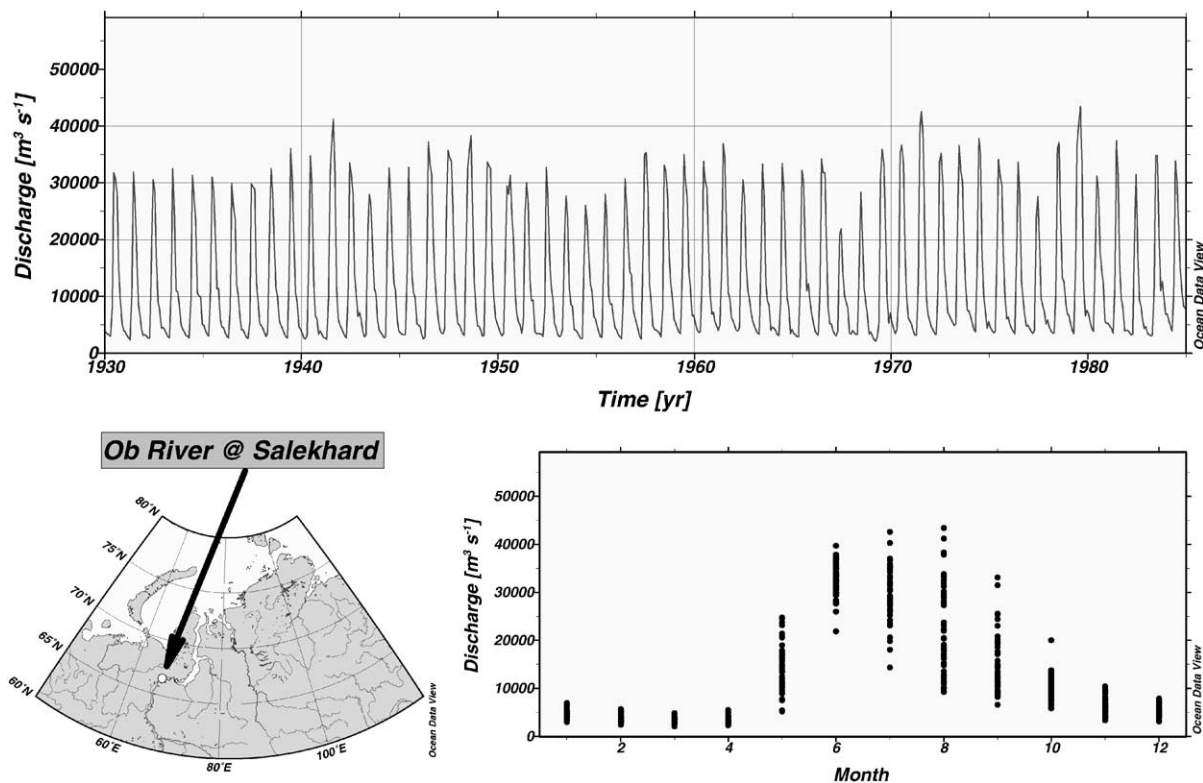 50000
40000
30000
20000
10000
0
Discharge [m³ s⁻¹]
1930 1940 1950 1960 1970 1980
Time [yr]
Ocean Data View
Ob River @ Salekhard
80˚N
75˚N
70˚N
65˚N
60˚N
60˚E
80˚E
100˚E
Ocean Data View
50000
40000
30000
20000
10000
0
Discharge [m³ s⁻¹]
2 4 6 8 10 12
Month
Ocean Data View